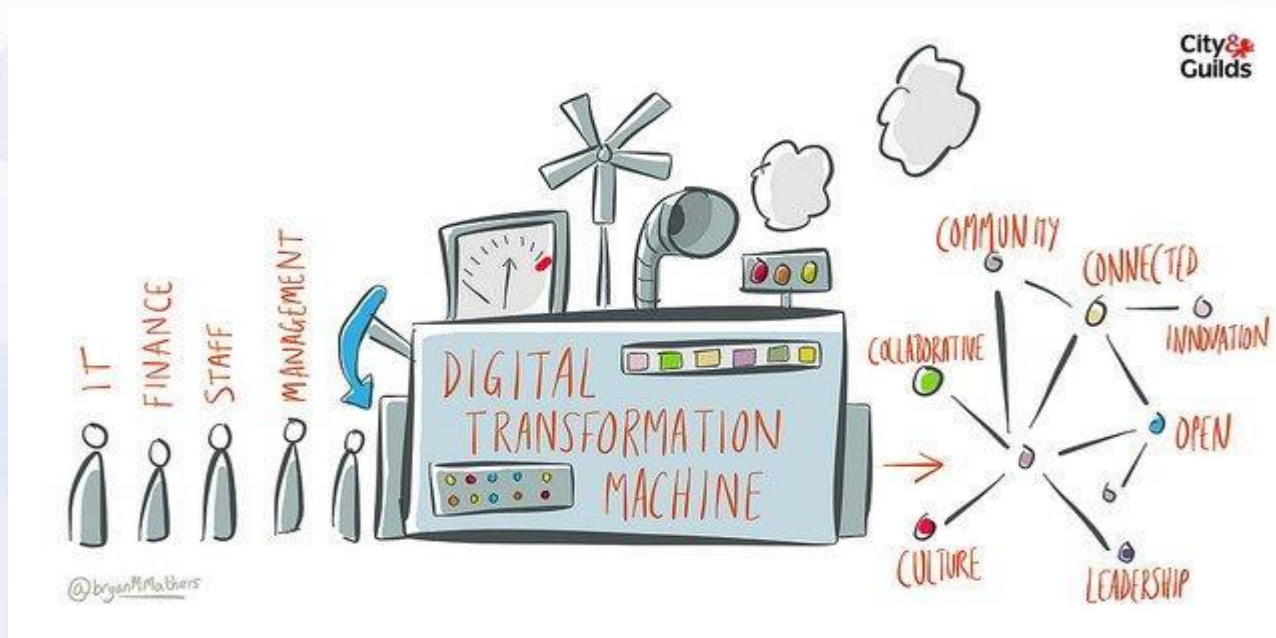 City&
Guilds
IT
FINANCE
STAFF
MANAGEMENT
DIGITAL
TRANSFORMATION
MACHINE
COMMUNITY
CONNECTED
INNOVATION
COLLABORATIVE
OPEN
CULTURE
LEADERSHIP
@bryanMMathers